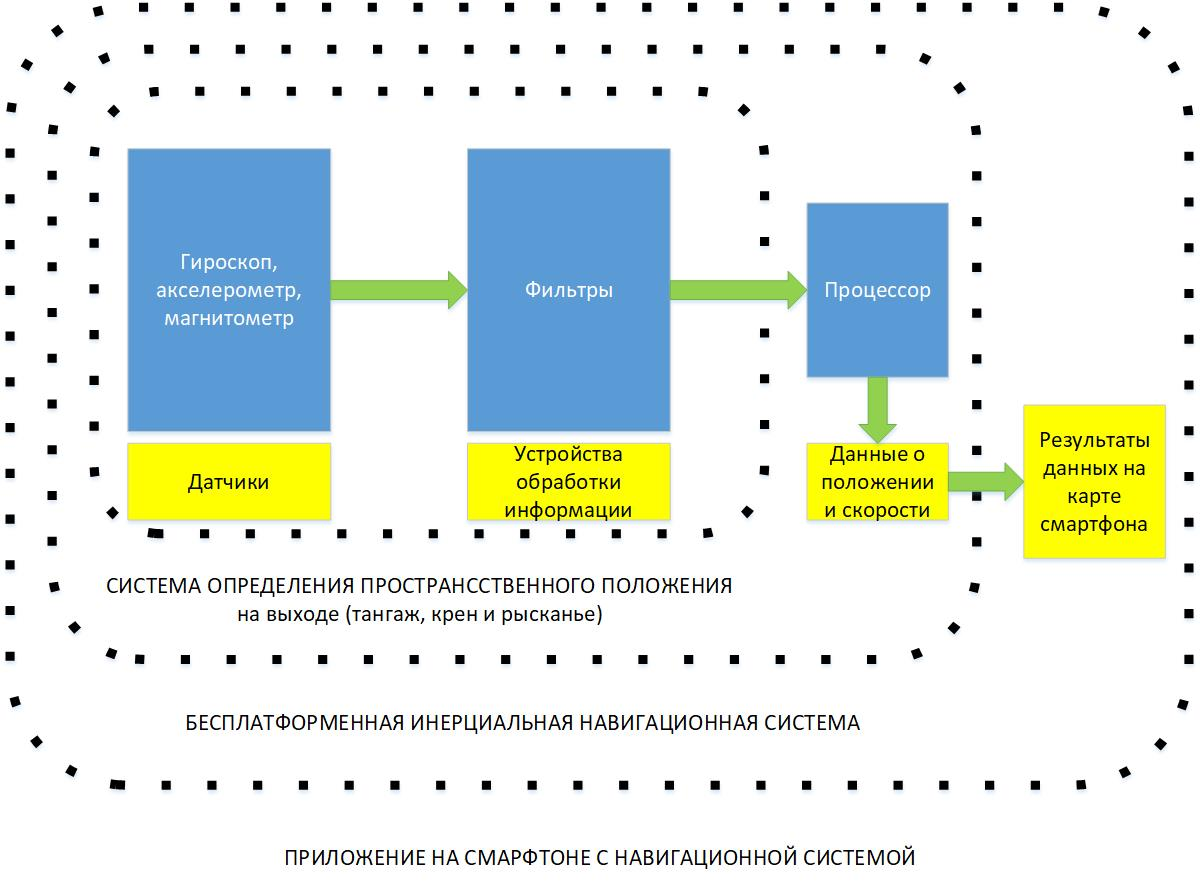 Гироскоп,
акселерометр,
магнитометр
Фильтры
Процессор
Датчики
Устройства
обработки
информации
Данные о
положении
и скорости
Результаты
данных на
карте
смартфона
СИСТЕМА ОПРЕДЕЛЕНИЯ ПРОСТРАНССТВЕННОГО ПОЛОЖЕНИЯ
на выходе (тангаж, крен и рысканье)
БЕСПЛАТФОРМЕННАЯ ИНЕРЦИАЛЬНАЯ НАВИГАЦИОННАЯ СИСТЕМА
ПРИЛОЖЕНИЕ НА СМАРФТОНЕ С НАВИГАЦИОННОЙ СИСТЕМОЙ